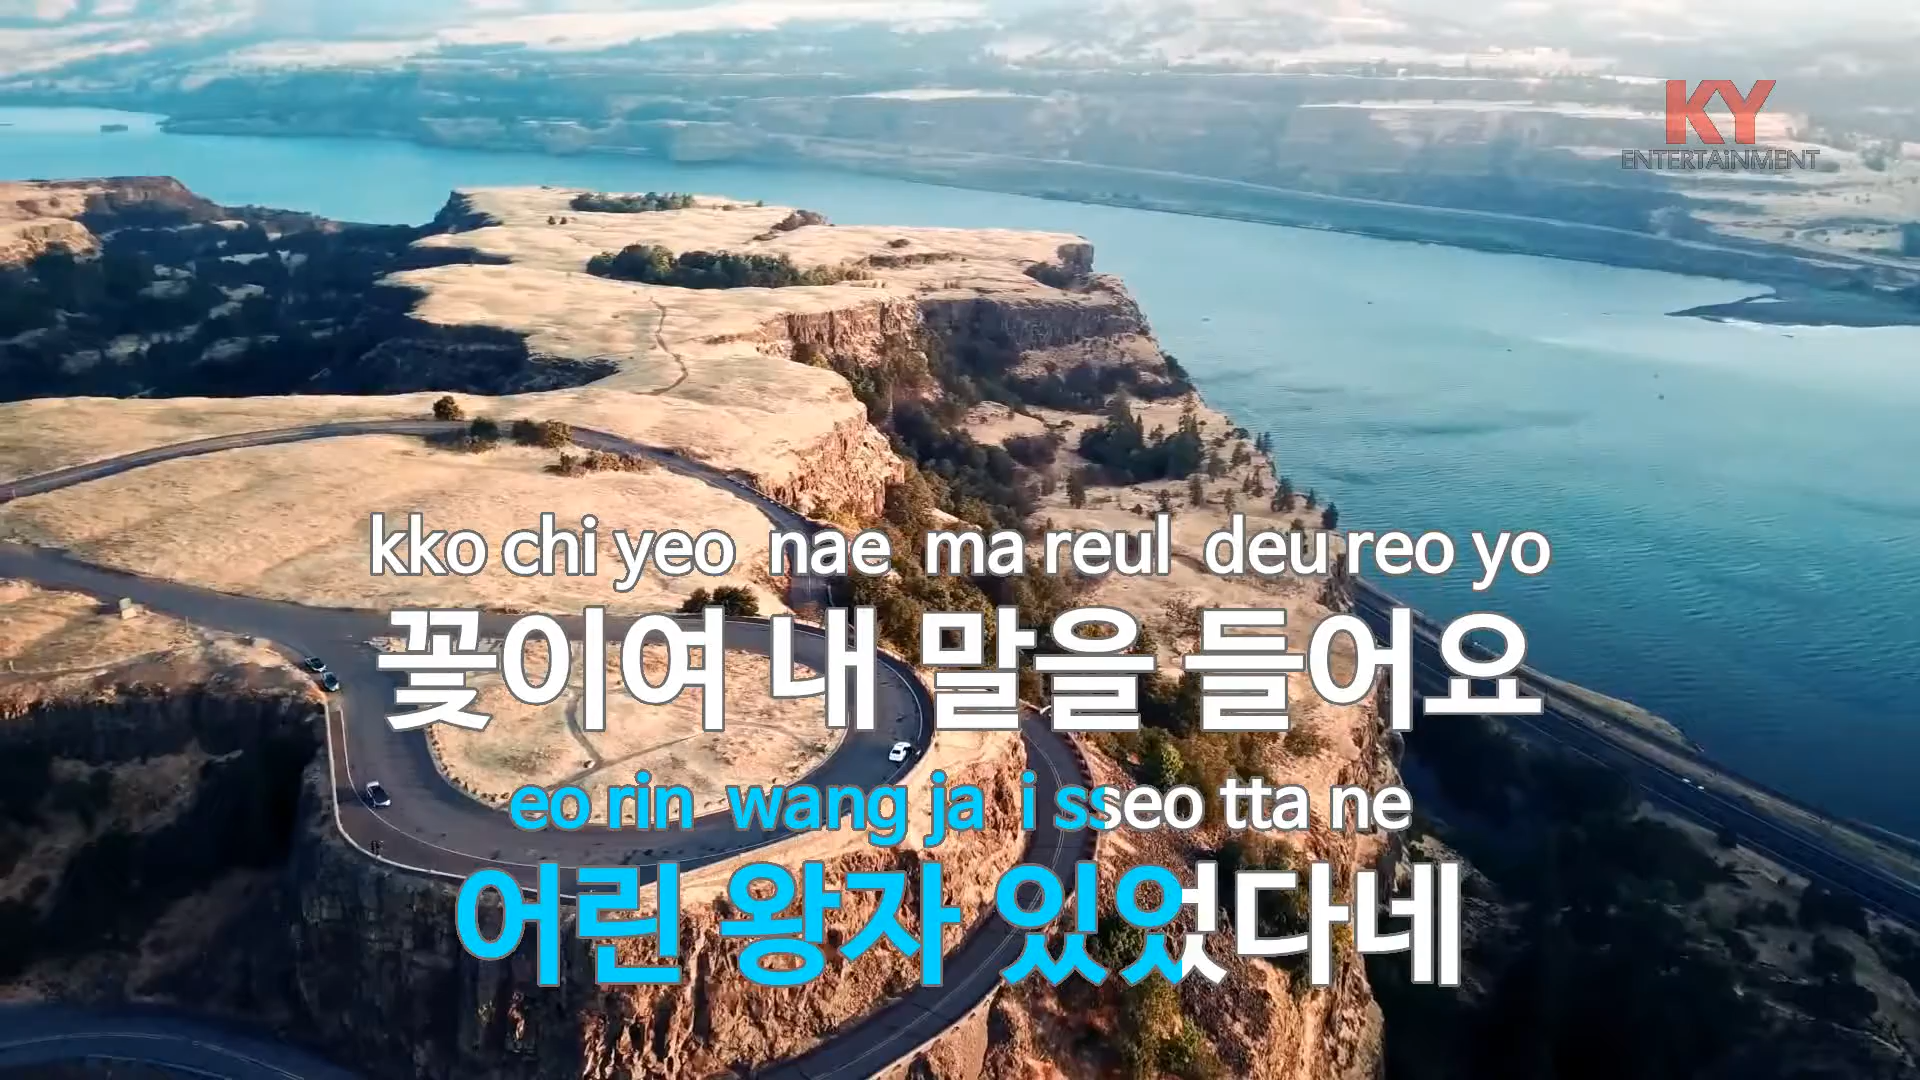 KY
ENTERTAiNMENT
kko chi yeo nae ma reul deu reo yo
꽃이여 내 말을 들어요
eo rin wang ja i sseo tta ne
어린 왕자 있었다네